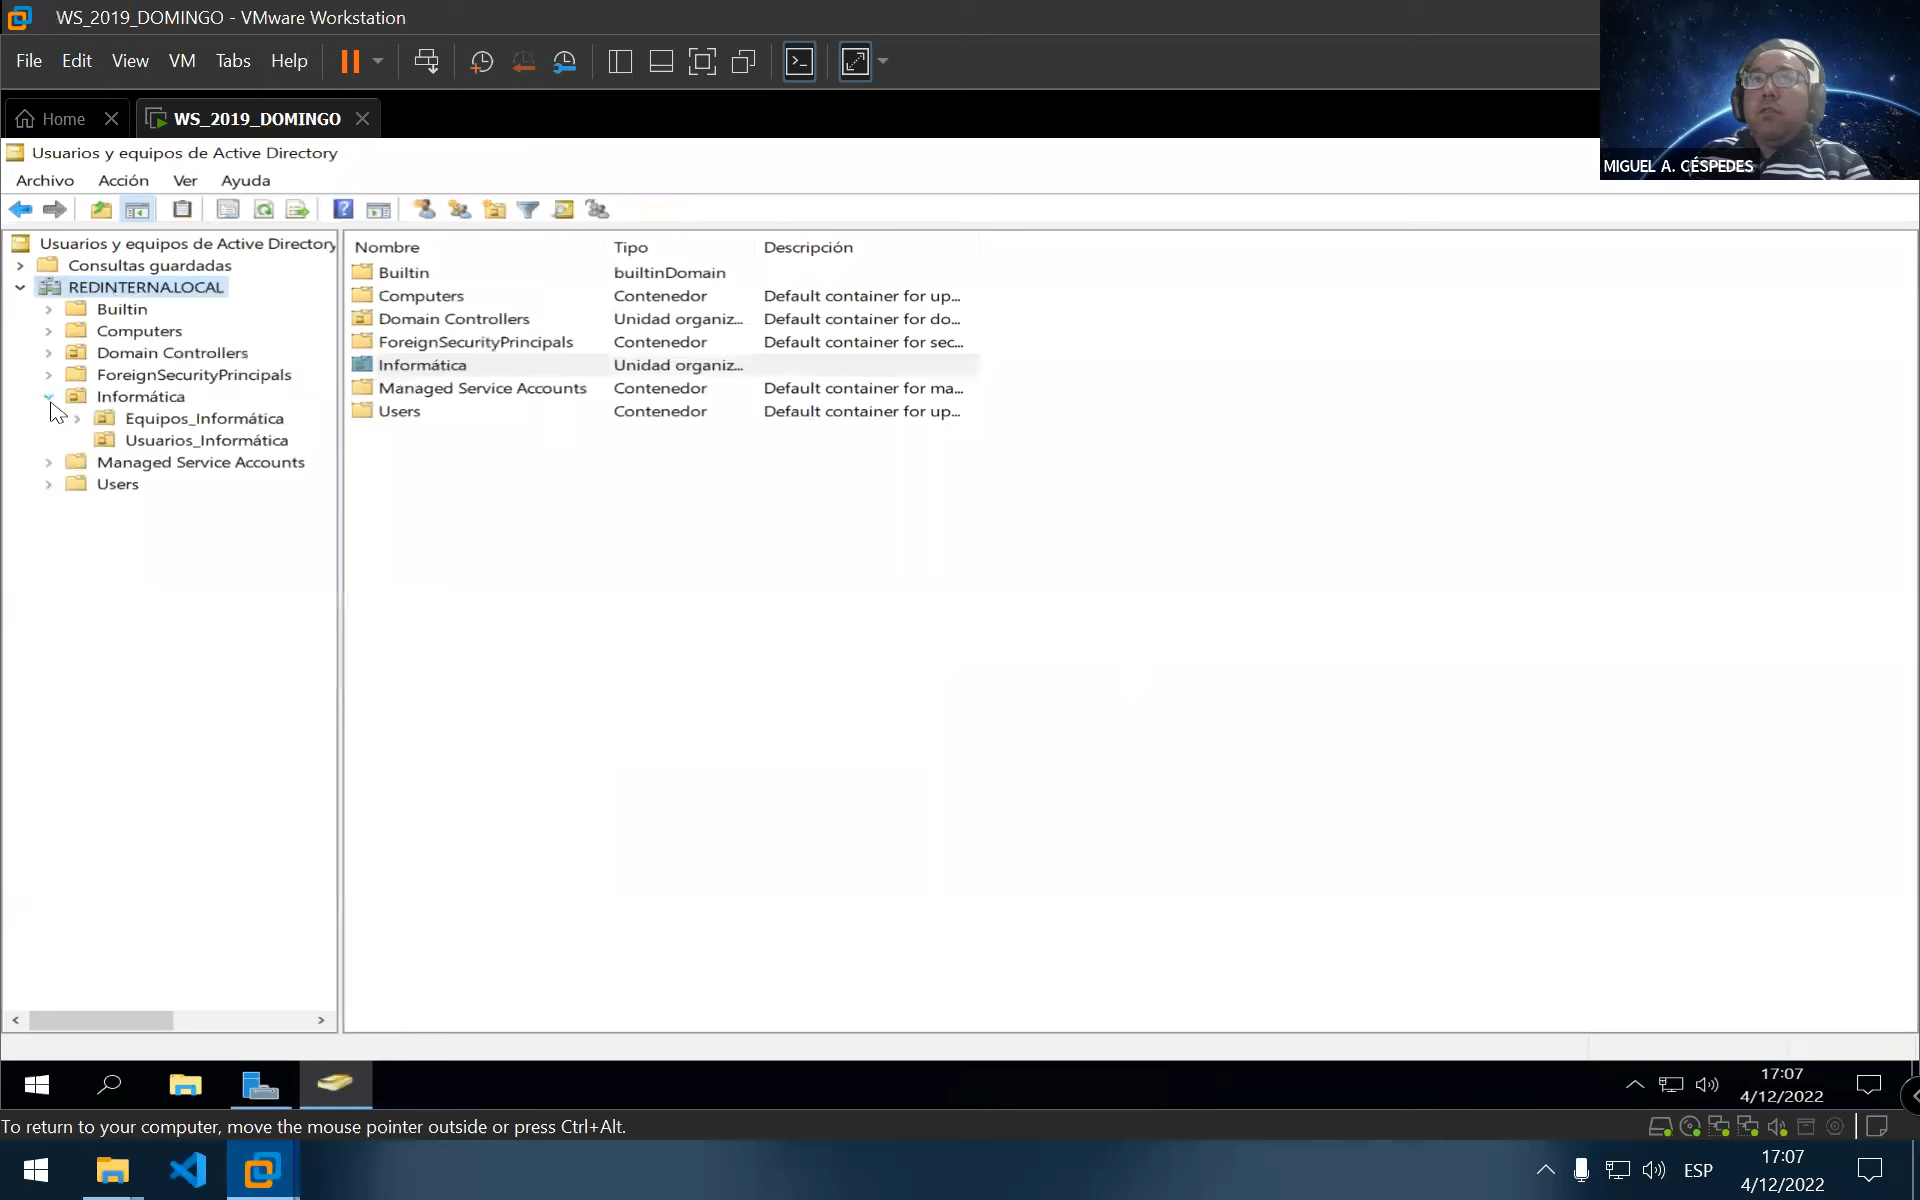 WS_2019_DOMINGO - VMware Workstation
File Edit View VM Tabs Help
Home WS_2019_DOMINGO
MIGUEL A. CÉSPEDES
Usuarios y equipos de Active Directory
Archivo Acción Ver Ayuda
Usuarios y equipos de Active Directory
Consultas guardadas
REDINTERNA.LOCAL
Builtin
Computers
Domain Controllers
ForeignSecurityPrincipals
Informática
Equipos_Informática
Usuarios_Informática
Managed Service Accounts
Users
Nombre Tipo Descripción
Builtin builtinDomain
Computers Contenedor Default container for up...
Domain Controllers Unidad organiz... Default container for do...
ForeignSecurityPrincipals Contenedor Default container for sec...
Informática Unidad organiz...
Managed Service Accounts Contenedor Default container for ma...
Users Contenedor Default container for up...
17:07
4/12/2022
To return to your computer, move the mouse pointer outside or press Ctrl+Alt.
ESP
17:07
4/12/2022